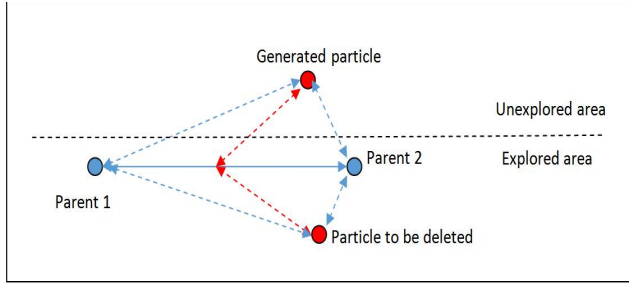 Generated particle
Unexplored area
Parent 2
Explored area
Parent 1
Particle to be deleted